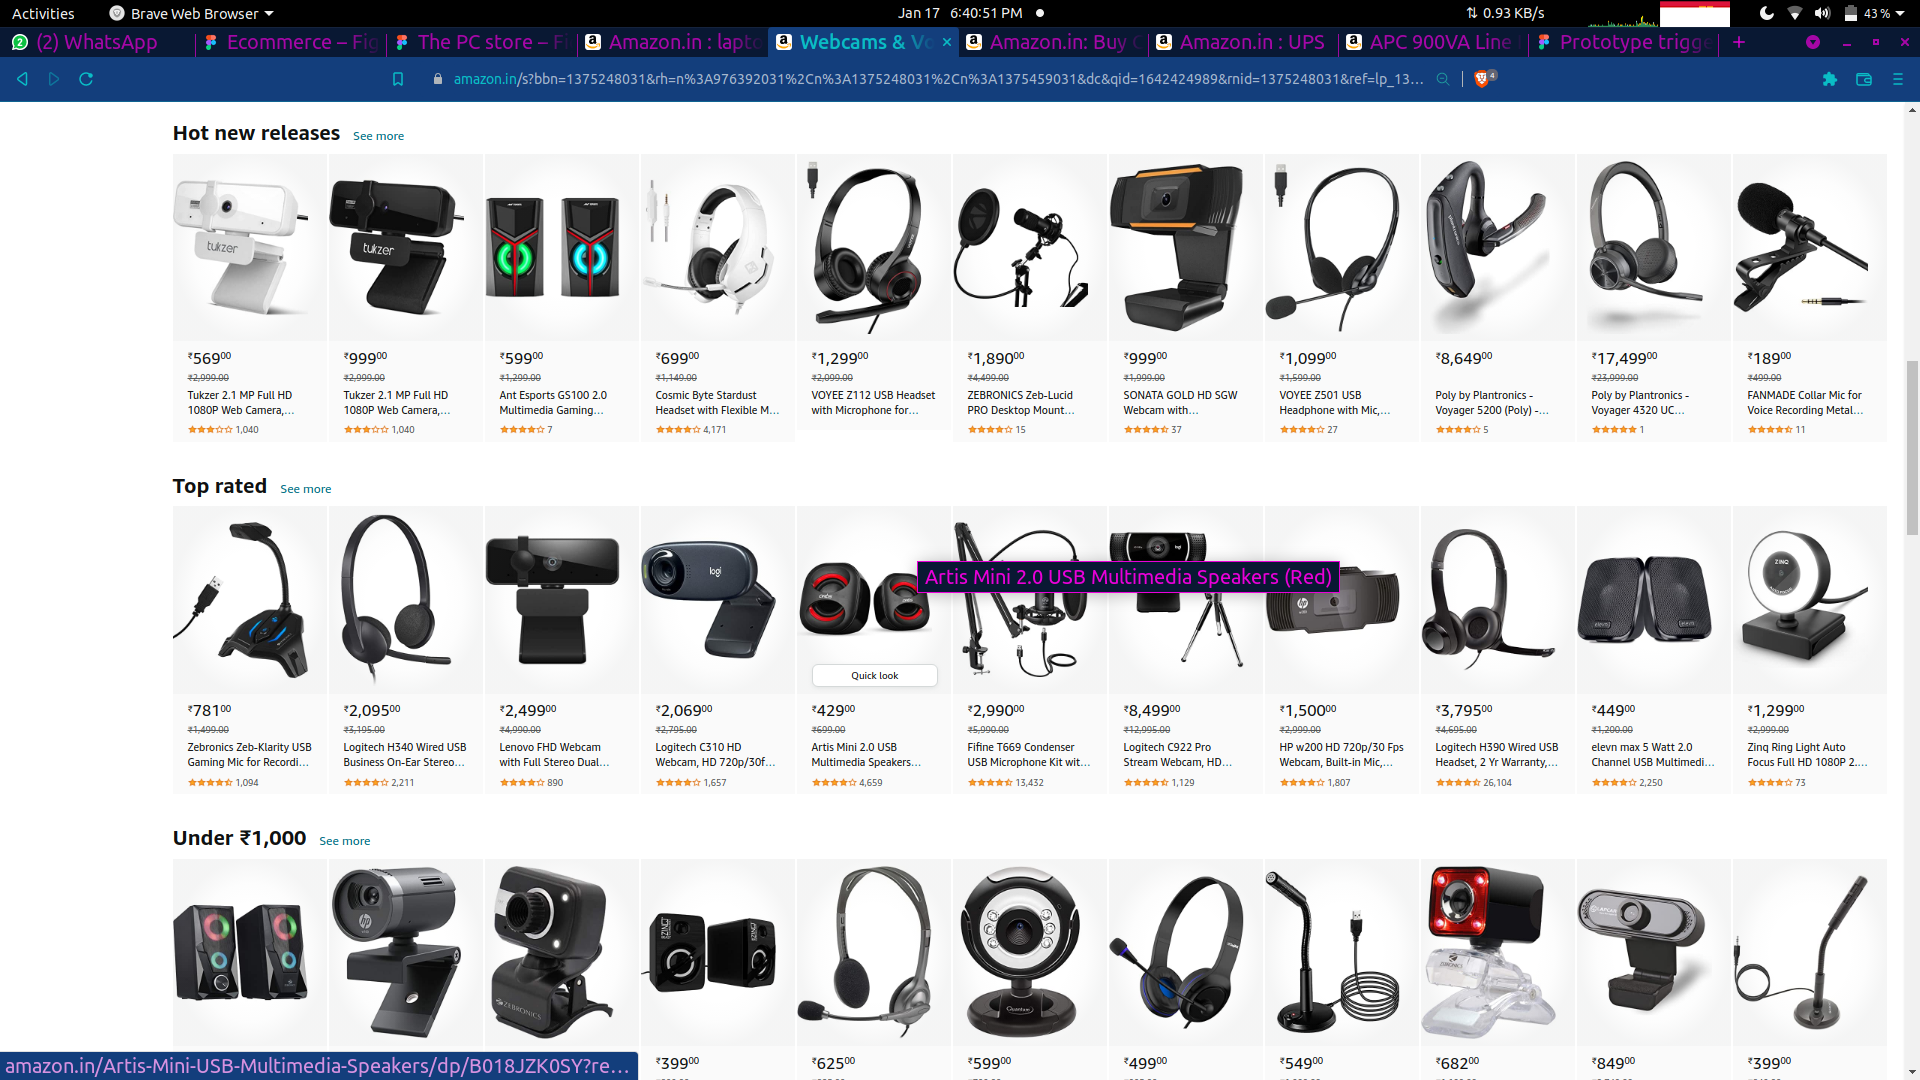 Activities
Brave Web Browser
Jan 17 6:40:51 PM
0.93 KB/s
43 %
(2) WhatsApp
Ecommerce – Fig
The PC store – Fi
Amazon.in : lapto
Webcams & Vo
Amazon.in: Buy C
Amazon.in : UPS
APC 900VA Line
Prototype trigge
amazon.in/s?bbn=1375248031&rh=n%3A976392031%2Cn%3A1375248031%2Cn%3A1375459031&dc&qid=1642424989&rnid=1375248031&ref=lp_13...
4
Hot new releases See more
tukzer
tukzer
₹569⁰⁰
₹2,999.00
Tukzer 2.1 MP Full HD
1080P Web Camera,...
1,040
₹999⁰⁰
₹2,999.00
Tukzer 2.1 MP Full HD
1080P Web Camera,...
1,040
₹599⁰⁰
₹1,299.00
Ant Esports GS100 2.0
Multimedia Gaming...
7
₹699⁰⁰
₹1,149.00
Cosmic Byte Stardust
Headset with Flexible M...
4,171
₹1,299⁰⁰
₹2,099.00
VOYEE Z112 USB Headset
with Microphone for...
₹1,890⁰⁰
₹4,499.00
ZEBRONICS Zeb-Lucid
PRO Desktop Mount...
15
₹999⁰⁰
₹1,999.00
SONATA GOLD HD SGW
Webcam with...
37
₹1,099⁰⁰
₹1,599.00
VOYEE Z501 USB
Headphone with Mic,...
27
₹8,649⁰⁰
Poly by Plantronics -
Voyager 5200 (Poly) -...
5
₹17,499⁰⁰
₹23,999.00
Poly by Plantronics -
Voyager 4320 UC...
1
₹189⁰⁰
₹499.00
FANMADE Collar Mic for
Voice Recording Metal...
11
Top rated See more
logi
ZINQ
Artis Mini 2.0 USB Multimedia Speakers (Red)
Quick look
₹781⁰⁰
₹1,499.00
Zebronics Zeb-Klarity USB
Gaming Mic for Recordi...
1,094
₹2,095⁰⁰
₹3,195.00
Logitech H340 Wired USB
Business On-Ear Stereo...
2,211
₹2,499⁰⁰
₹4,990.00
Lenovo FHD Webcam
with Full Stereo Dual...
890
₹2,069⁰⁰
₹2,795.00
Logitech C310 HD
Webcam, HD 720p/30f...
1,657
₹429⁰⁰
₹699.00
Artis Mini 2.0 USB
Multimedia Speakers...
4,659
₹2,990⁰⁰
₹5,990.00
Fifine T669 Condenser
USB Microphone Kit wit...
13,432
₹8,499⁰⁰
₹12,995.00
Logitech C922 Pro
Stream Webcam, HD...
1,129
₹1,500⁰⁰
₹2,999.00
HP w200 HD 720p/30 Fps
Webcam, Built-in Mic,...
1,807
₹3,795⁰⁰
₹4,695.00
Logitech H390 Wired USB
Headset, 2 Yr Warranty,...
26,104
₹449⁰⁰
₹1,200.00
elevn max 5 Watt 2.0
Channel USB Multimedi...
2,250
₹1,299⁰⁰
₹2,999.00
Zinq Ring Light Auto
Focus Full HD 1080P 2....
73
Under ₹1,000 See more
hp
ZEBRONICS
Quantum
₹399⁰⁰
₹625⁰⁰
₹599⁰⁰
₹499⁰⁰
₹549⁰⁰
₹682⁰⁰
₹849⁰⁰
₹399⁰⁰
amazon.in/Artis-Mini-USB-Multimedia-Speakers/dp/B018JZK0SY?re...